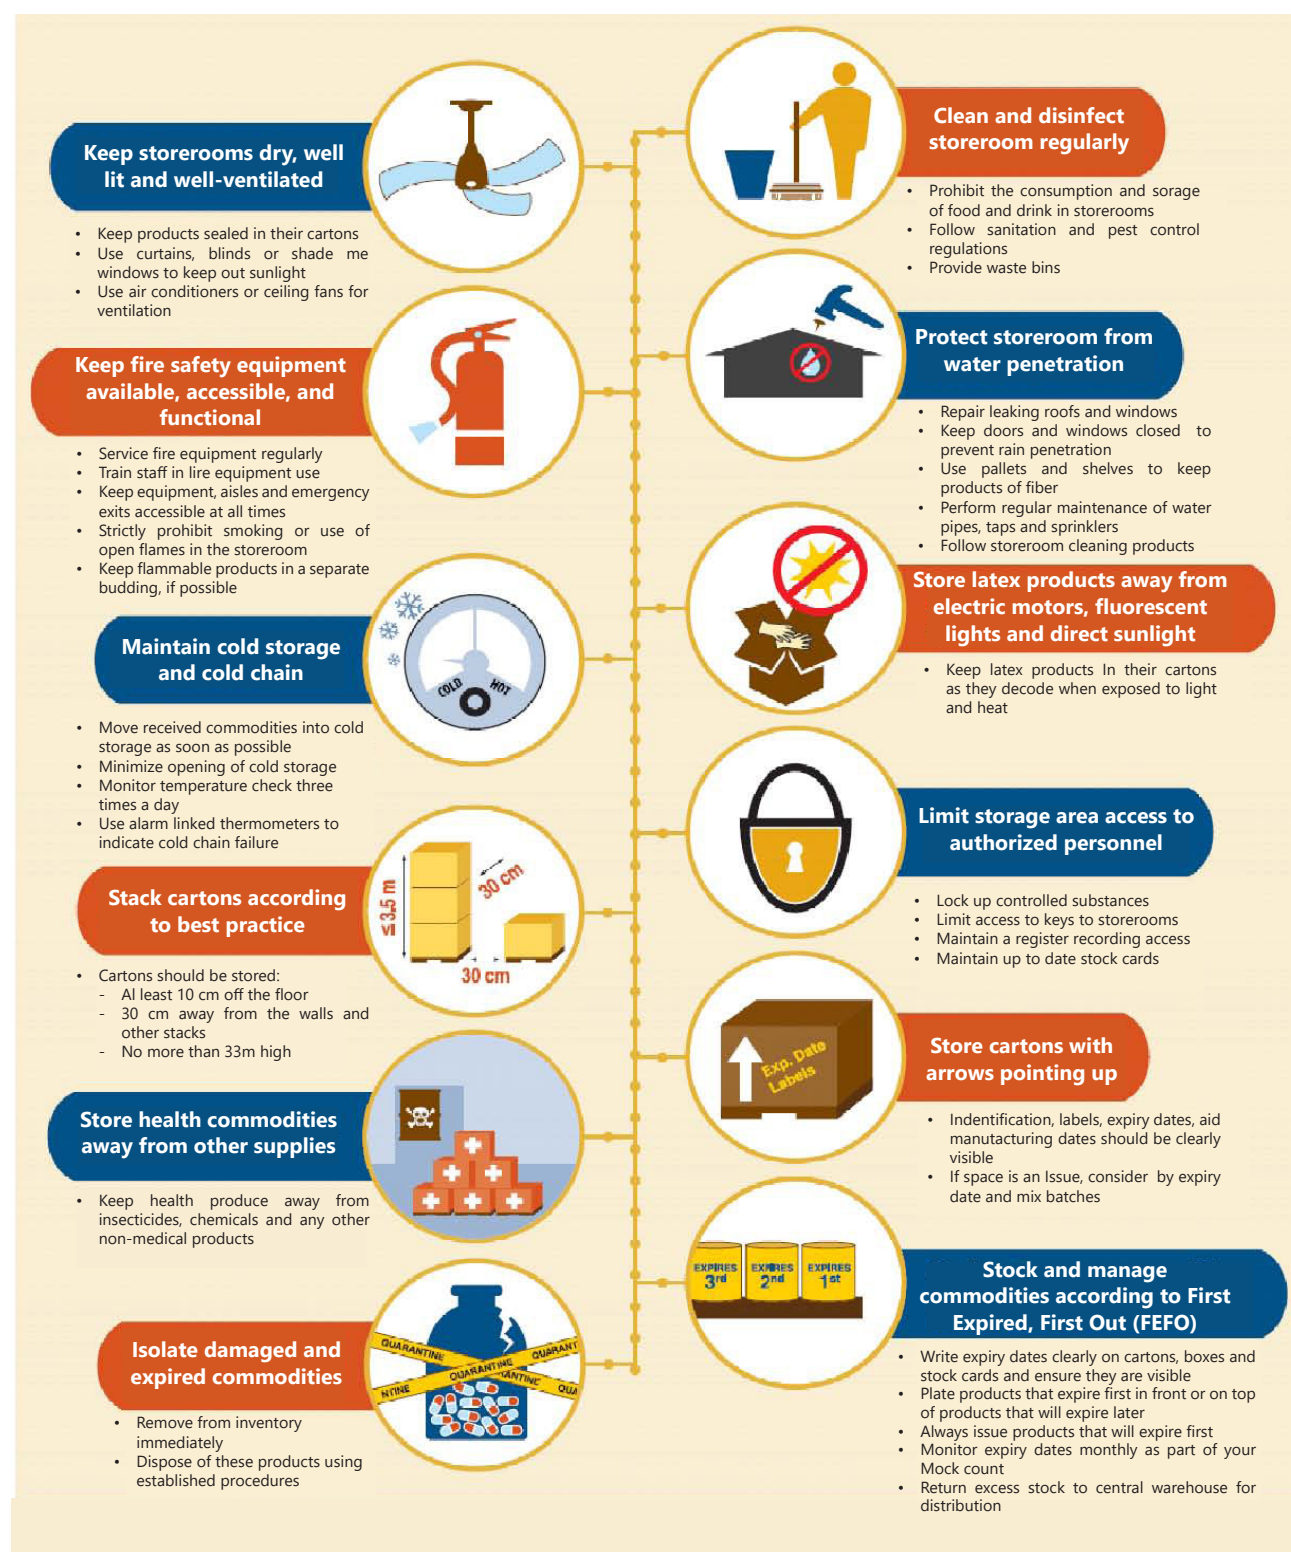 Keep storerooms dry, well
lit and well-ventilated
• Keep products sealed in their cartons
• Use curtains, blinds or shade me
windows to keep out sunlight
• Use air conditioners or ceiling fans for
ventilation
Keep fire safety equipment
available, accessible, and
functional
• Service fire equipment regularly
• Train staff in lire equipment use
• Keep equipment, aisles and emergency
exits accessible at all times
• Strictly prohibit smoking or use of
open flames in the storeroom
• Keep flammable products in a separate
budding, if possible
Maintain cold storage
and cold chain
COLD
HOT
• Move received commodities into cold
storage as soon as possible
• Minimize opening of cold storage
• Monitor temperature check three
times a day
• Use alarm linked thermometers to
indicate cold chain failure
Stack cartons according
to best practice
≤ 3.5 m
30 cm
30 cm
• Cartons should be stored:
- Al least 10 cm off the floor
- 30 cm away from the walls and
other stacks
- No more than 33m high
Store health commodities
away from other supplies
• Keep health produce away from
insecticides, chemicals and any other
non-medical products
Isolate damaged and
expired commodities
QUARANTINE
QUARANTINE
QUARANT
NTINE
ANTINE
QUA
• Remove from inventory
immediately
• Dispose of these products using
established procedures
Clean and disinfect
storeroom regularly
• Prohibit the consumption and sorage
of food and drink in storerooms
• Follow sanitation and pest control
regulations
• Provide waste bins
Protect storeroom from
water penetration
• Repair leaking roofs and windows
• Keep doors and windows closed to
prevent rain penetration
• Use pallets and shelves to keep
products of fiber
• Perform regular maintenance of water
pipes, taps and sprinklers
• Follow storeroom cleaning products
Store latex products away from
electric motors, fluorescent
lights and direct sunlight
• Keep latex products In their cartons
as they decode when exposed to light
and heat
Limit storage area access to
authorized personnel
• Lock up controlled substances
• Limit access to keys to storerooms
• Maintain a register recording access
• Maintain up to date stock cards
Store cartons with
arrows pointing up
Exp. Date
Labels
• Indentification, labels, expiry dates, aid
manutacturing dates should be clearly
visible
• If space is an Issue, consider by expiry
date and mix batches
Stock and manage
commodities according to First
Expired, First Out (FEFO)
EXPIRES
3rd
EXPIRES
2nd
EXPIRES
1st
• Write expiry dates clearly on cartons, boxes and
stock cards and ensure they are visible
• Plate products that expire first in front or on top
of products that will expire later
• Always issue products that will expire first
• Monitor expiry dates monthly as part of your
Mock count
• Return excess stock to central warehouse for
distribution